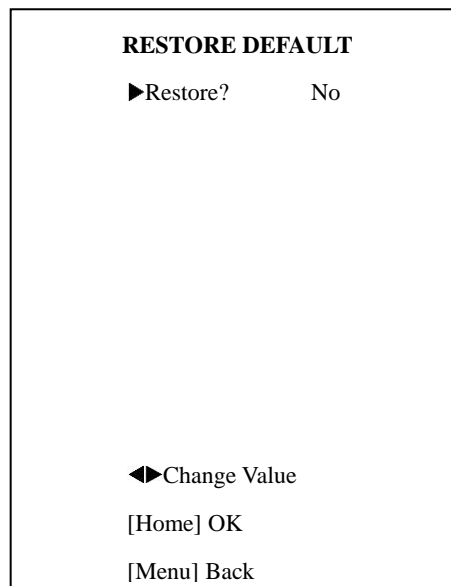 RESTORE DEFAULT
▶Restore? No
◀▶Change Value
[Home] OK
[Menu] Back